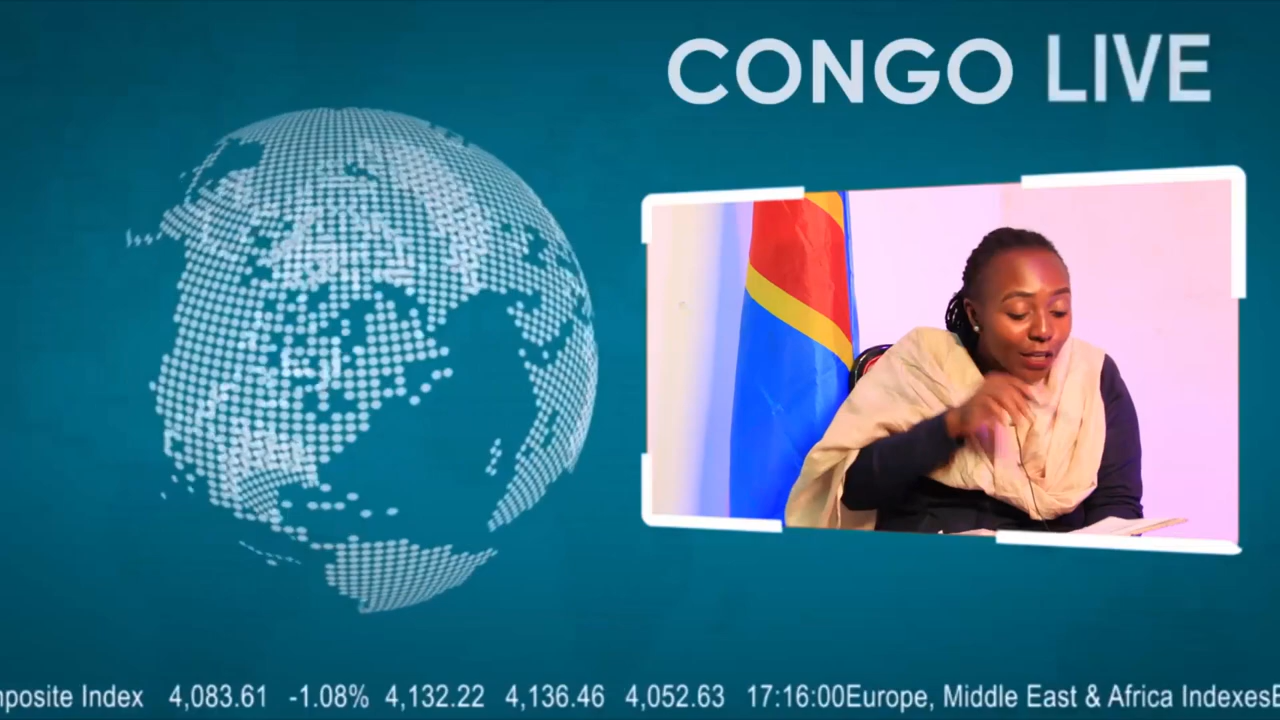 CONGO LIVE
Index 4,083.61 -1.08% 4,132.22 4,136.46 4,052.63 17:16:00Europe, Middle East & Africa Indexes